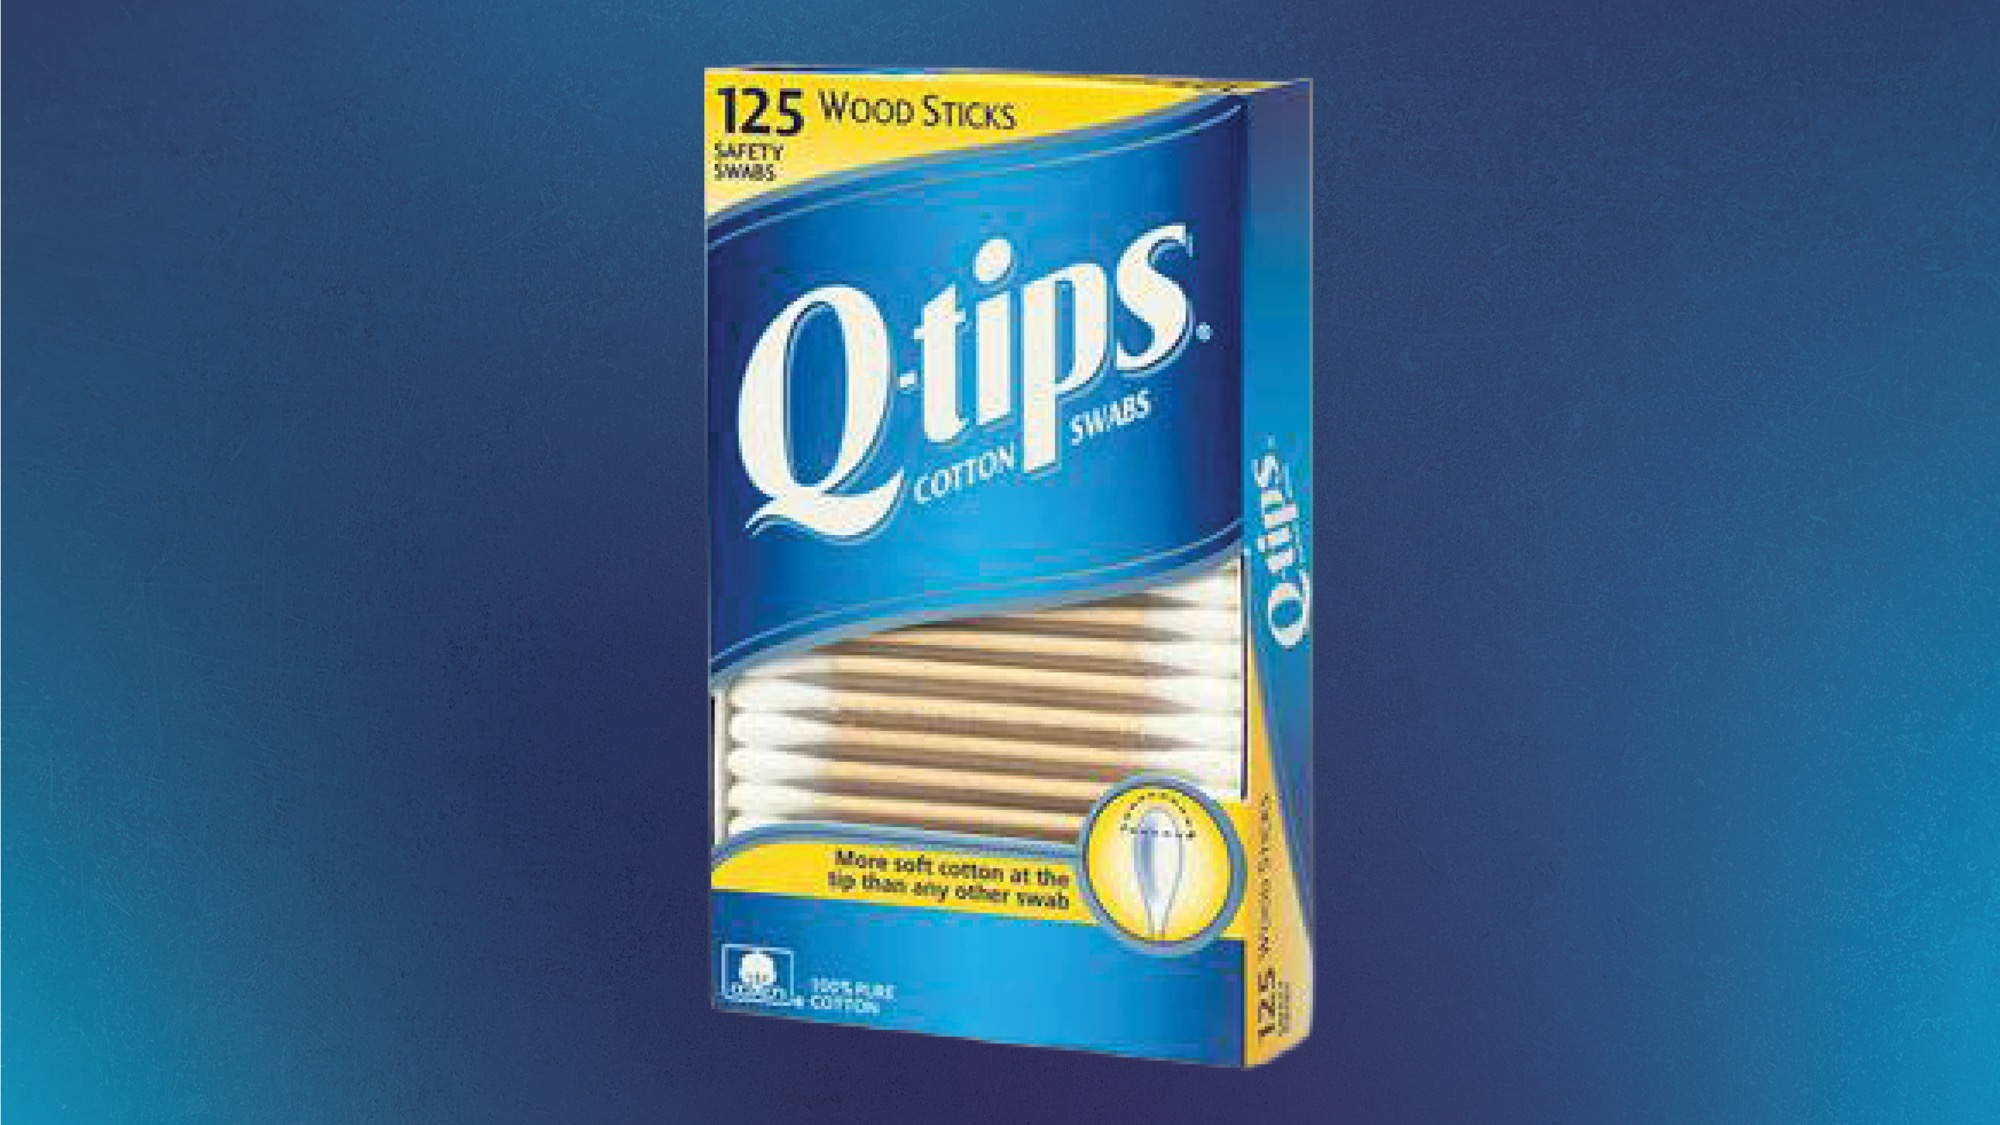 125 WOOD STICKS
SAFETY
SWABS
Q-tips®
COTTON SWABS
More soft cotton at the
tip than any other swab
100% PURE
COTTON
Q-tips
125 WOOD STICKS